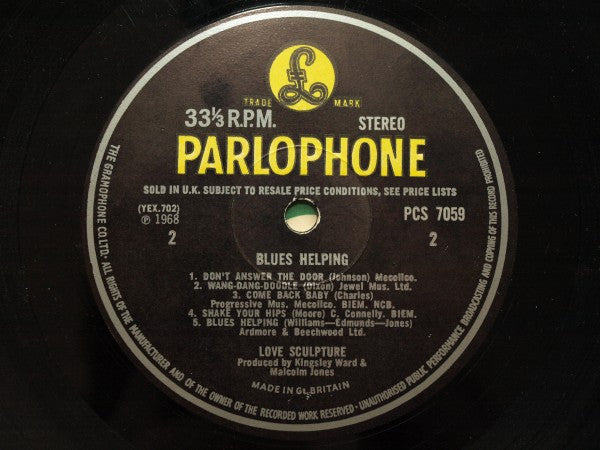 TRADE MARK
33⅓ R.P.M. STEREO
PARLOPHONE
SOLD IN U.K. SUBJECT TO RESALE PRICE CONDITIONS, SEE PRICE LISTS
(YEX.702)
℗ 1968 PCS 7059
2 2
BLUES HELPING
1. DON'T ANSWER THE DOOR (Johnson) Mecolico.
2. WANG-DANG-DOUDLE (Dixon) Jewel Mus. Ltd.
3. COME BACK BABY (Charles)
Progressive Mus. Mecolico. BIEM. NCB.
4. SHAKE YOUR HIPS (Moore) C. Connelly. BIEM.
5. BLUES HELPING (Williams—Edmunds—Jones)
Ardmore & Beechwood Ltd.
LOVE SCULPTURE
Produced by Kingsley Ward &
Malcolm Jones
MADE IN GT. BRITAIN
THE GRAMOPHONE CO. LTD.· ALL RIGHTS OF THE MANUFACTURER AND OF THE OWNER OF THE RECORDED WORK RESERVED · UNAUTHORISED PUBLIC PERFORMANCE BROADCASTING AND COPYING OF THIS RECORD PROHIBITED